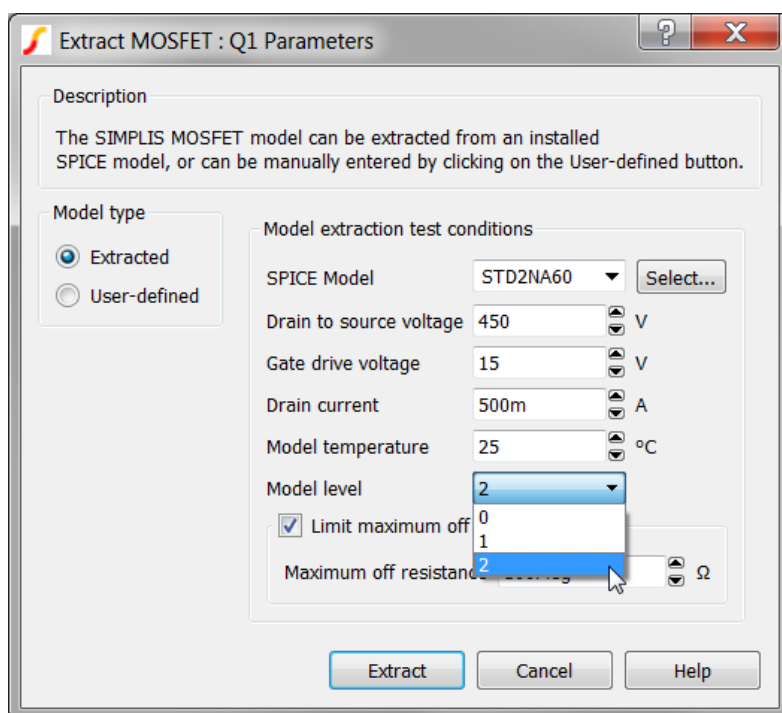 Extract MOSFET : Q1 Parameters
Description
The SIMPLIS MOSFET model can be extracted from an installed
SPICE model, or can be manually entered by clicking on the User-defined button.
Model type
Extracted
User-defined
Model extraction test conditions
SPICE Model STD2NA60 Select...
Drain to source voltage 450 V
Gate drive voltage 15 V
Drain current 500m A
Model temperature 25 °C
Model level 2
0
1
2
Limit maximum off
Maximum off resistance Ω
Extract Cancel Help